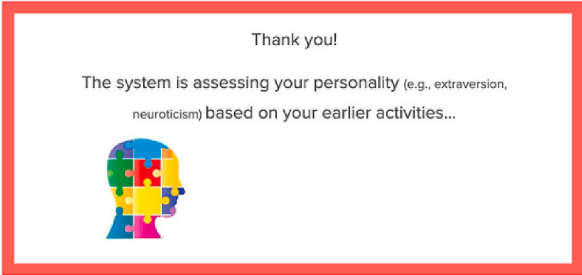 Thank you!
The system is assessing your personality (e.g., extraversion,
neuroticism) based on your earlier activities...